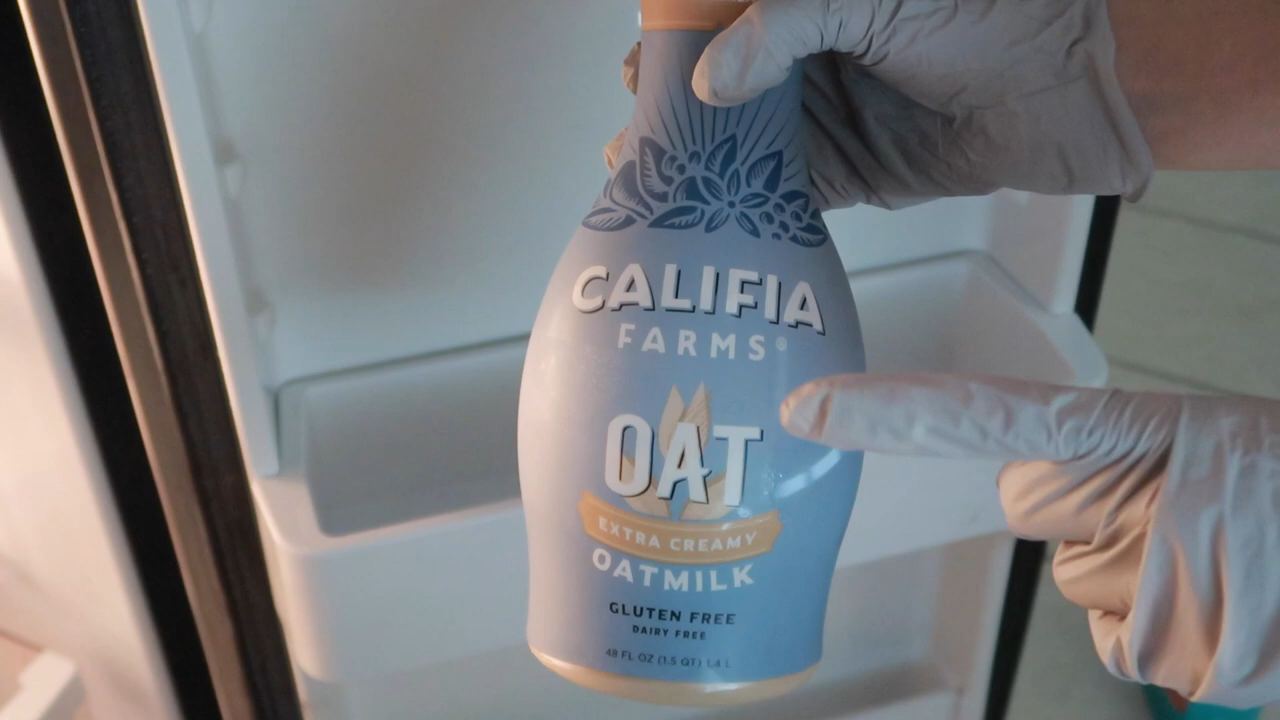 CALIFIA
FARMS®
OAT
EXTRA CREAMY
OATMILK
GLUTEN FREE
DAIRY FREE
48 FL OZ (1.5 QT) 1.4 L